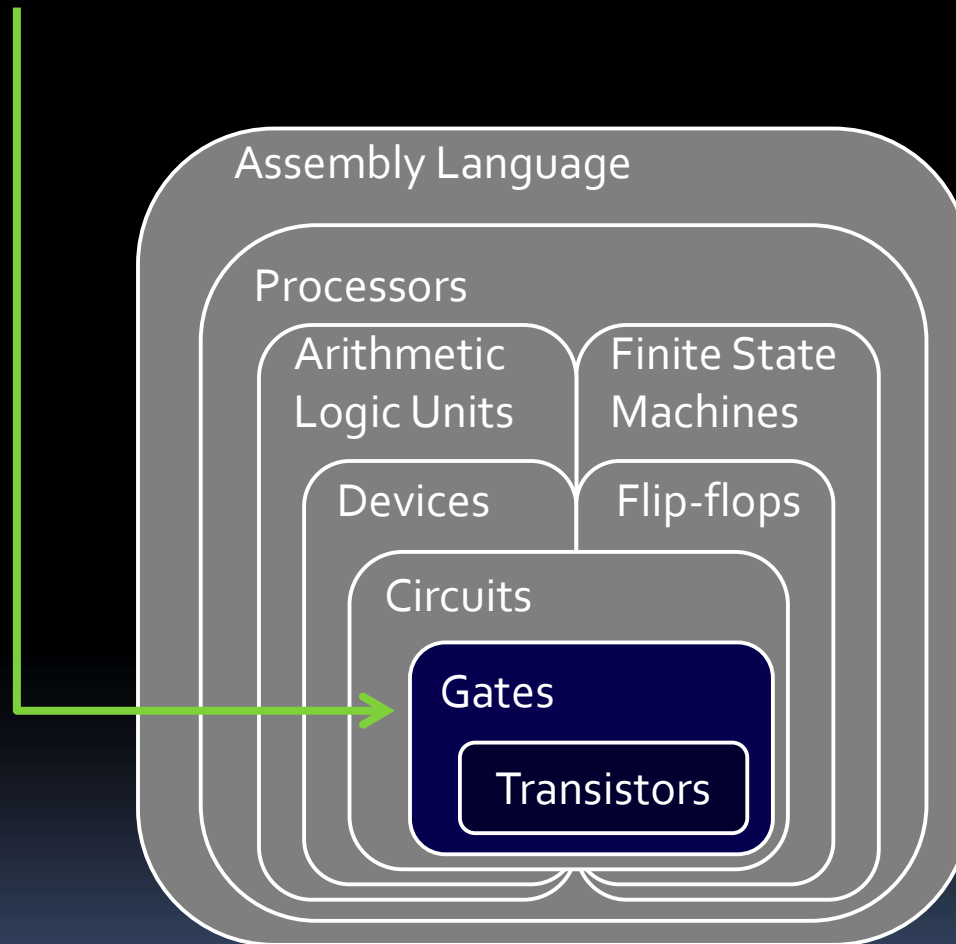 Assembly Language
Processors
Arithmetic
Logic Units
Finite State
Machines
Devices
Flip-flops
Circuits
Gates
Transistors